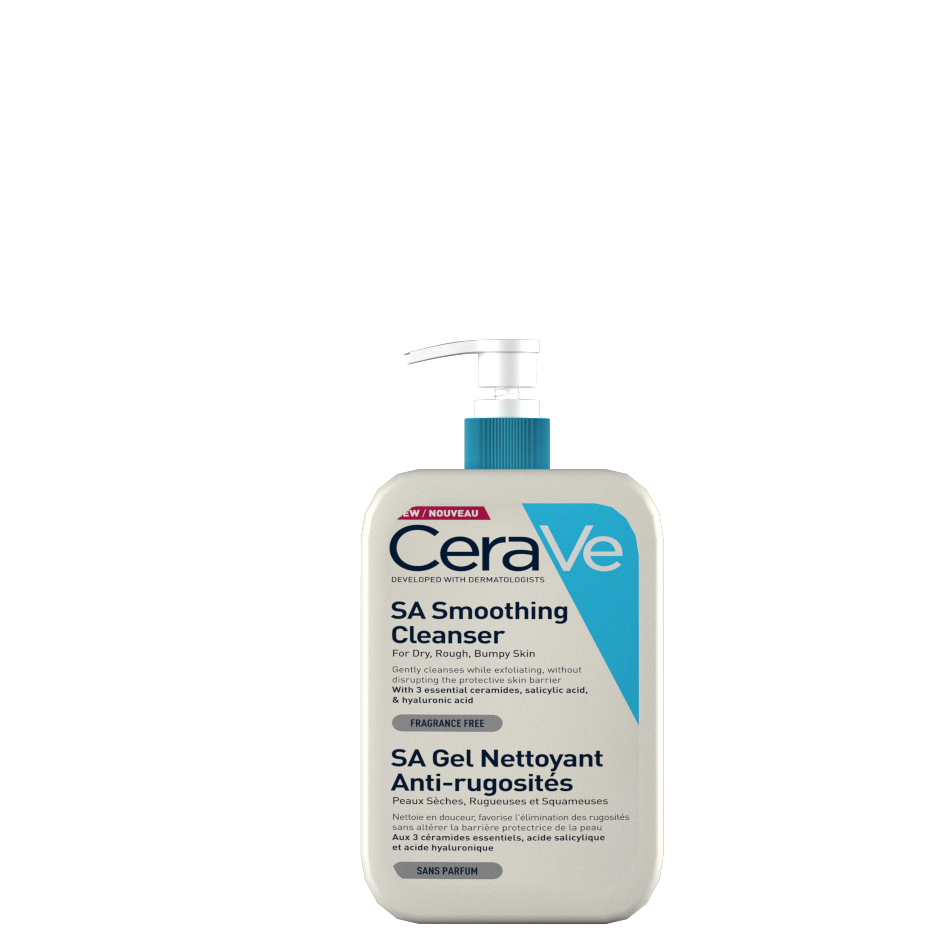 EW / NOUVEAU
CeraVe
DEVELOPED WITH DERMATOLOGISTS
SA Smoothing
Cleanser
For Dry, Rough, Bumpy Skin
Gently cleanses while exfoliating, without
disrupting the protective skin barrier
With 3 essential ceramides, salicylic acid,
& hyaluronic acid
FRAGRANCE FREE
SA Gel Nettoyant
Anti-rugosités
Peaux Sèches, Rugueuses et Squameuses
Nettoie en douceur, favorise l'élimination des rugosités
sans altérer la barrière protectrice de la peau
Aux 3 céramides essentiels, acide salicylique
et acide hyaluronique
SANS PARFUM